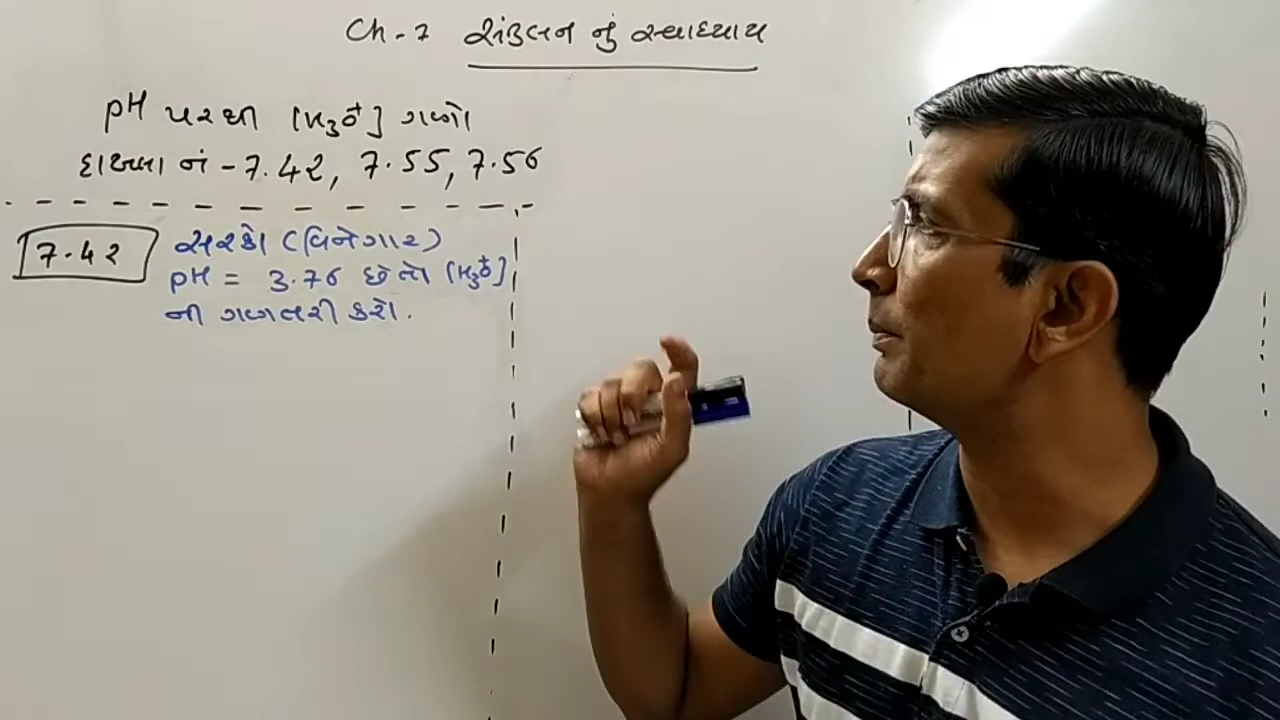 Ch-7 સંતુલન નું સ્વાધ્યાય
pH પરથી [H3O+] ગણો
દાખલા નં - 7.42, 7.55, 7.56
7.42 સરકો (વિનેગાર)
pH = 3.76 છે તો [H3O+]
ની ગણતરી કરો.